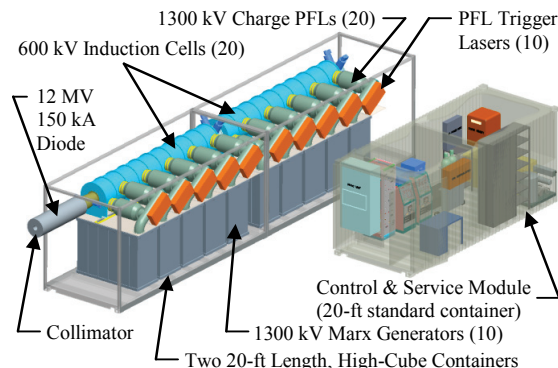 1300 kV Charge PFLs (20)
600 kV Induction Cells (20)
PFL Trigger
Lasers (10)
12 MV
150 kA
Diode
Control & Service Module
(20-ft standard container)
Collimator
1300 kV Marx Generators (10)
Two 20-ft Length, High-Cube Containers